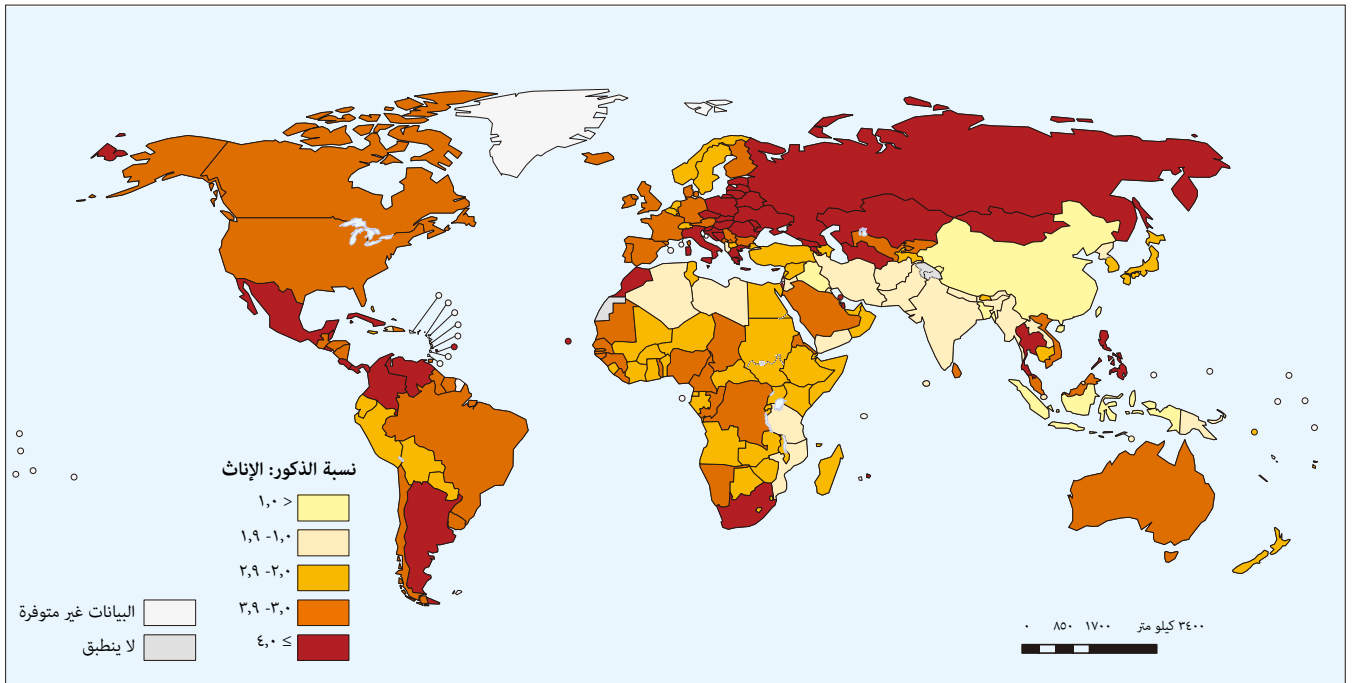 نسبة الذكور: الإناث
< ١,٠
١,٠- ١,٩
٢,٠- ٢,٩
٣,٠- ٣,٩
≥ ٤,٠
البيانات غير متوفرة
لا ينطبق
٠ ٨٥٠ ١٧٠٠ ٣٤٠٠ كيلو متر